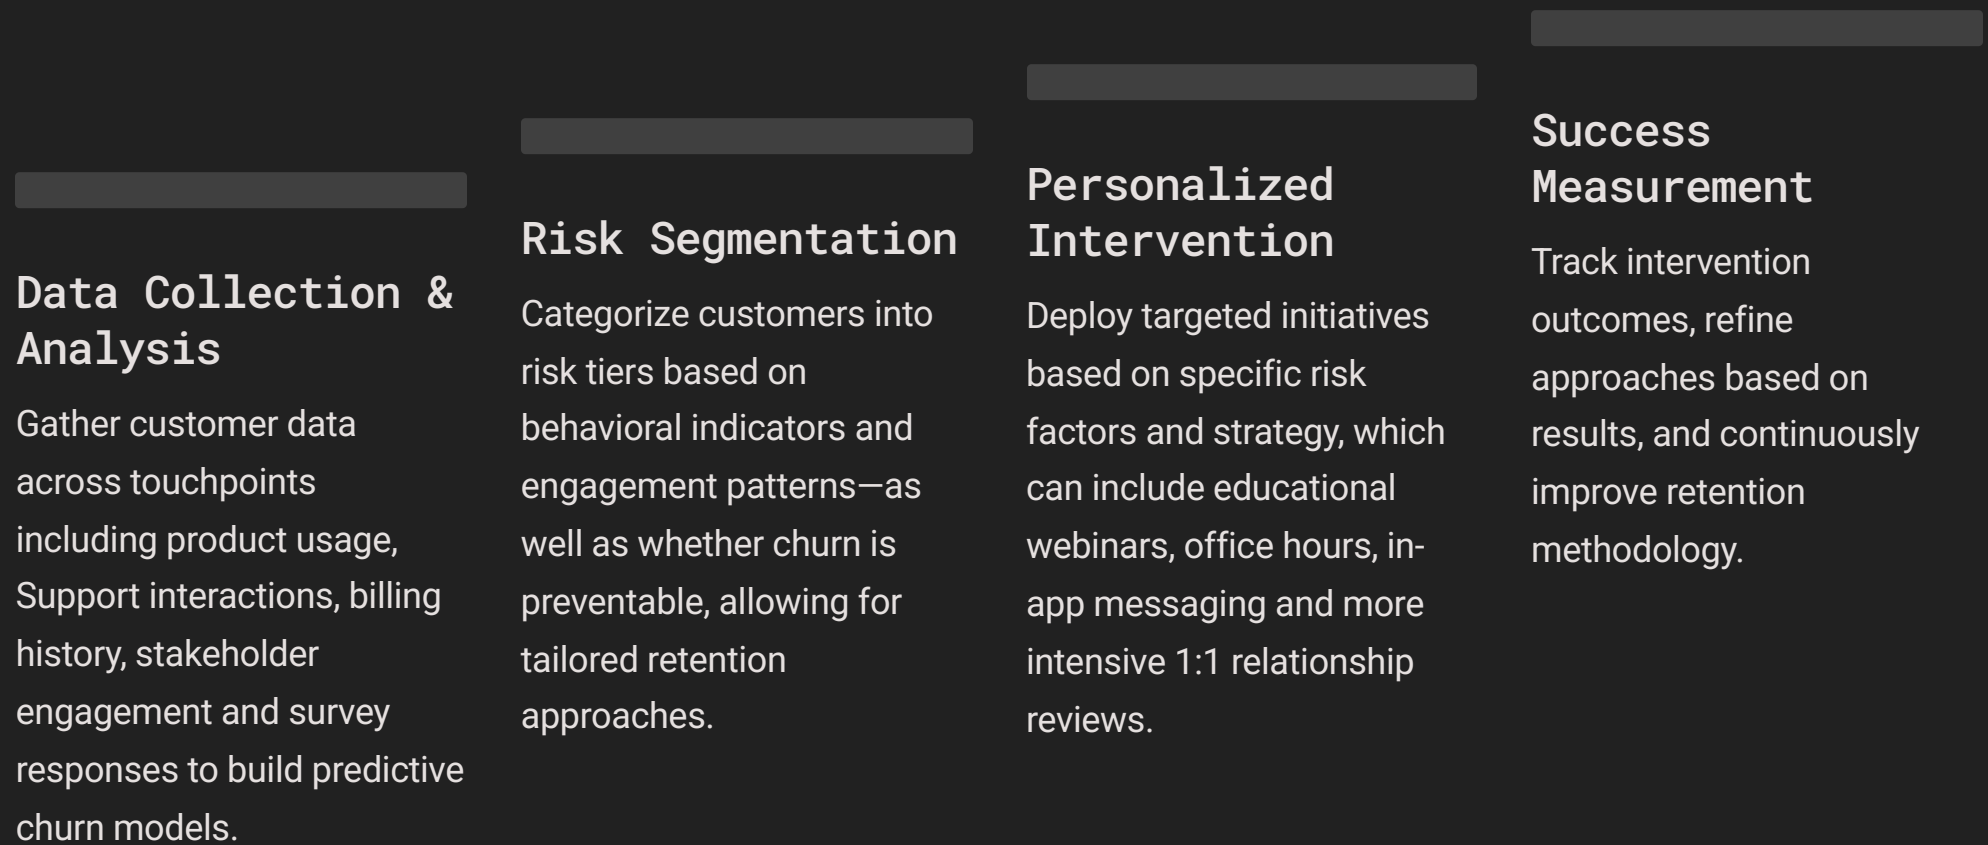 Data Collection &
Analysis
Gather customer data
across touchpoints
including product usage,
Support interactions, billing
history, stakeholder
engagement and survey
responses to build predictive
churn models.
Risk Segmentation
Categorize customers into
risk tiers based on
behavioral indicators and
engagement patterns—as
well as whether churn is
preventable, allowing for
tailored retention
approaches.
Personalized
Intervention
Deploy targeted initiatives
based on specific risk
factors and strategy, which
can include educational
webinars, office hours, in-
app messaging and more
intensive 1:1 relationship
reviews.
Success
Measurement
Track intervention
outcomes, refine
approaches based on
results, and continuously
improve retention
methodology.